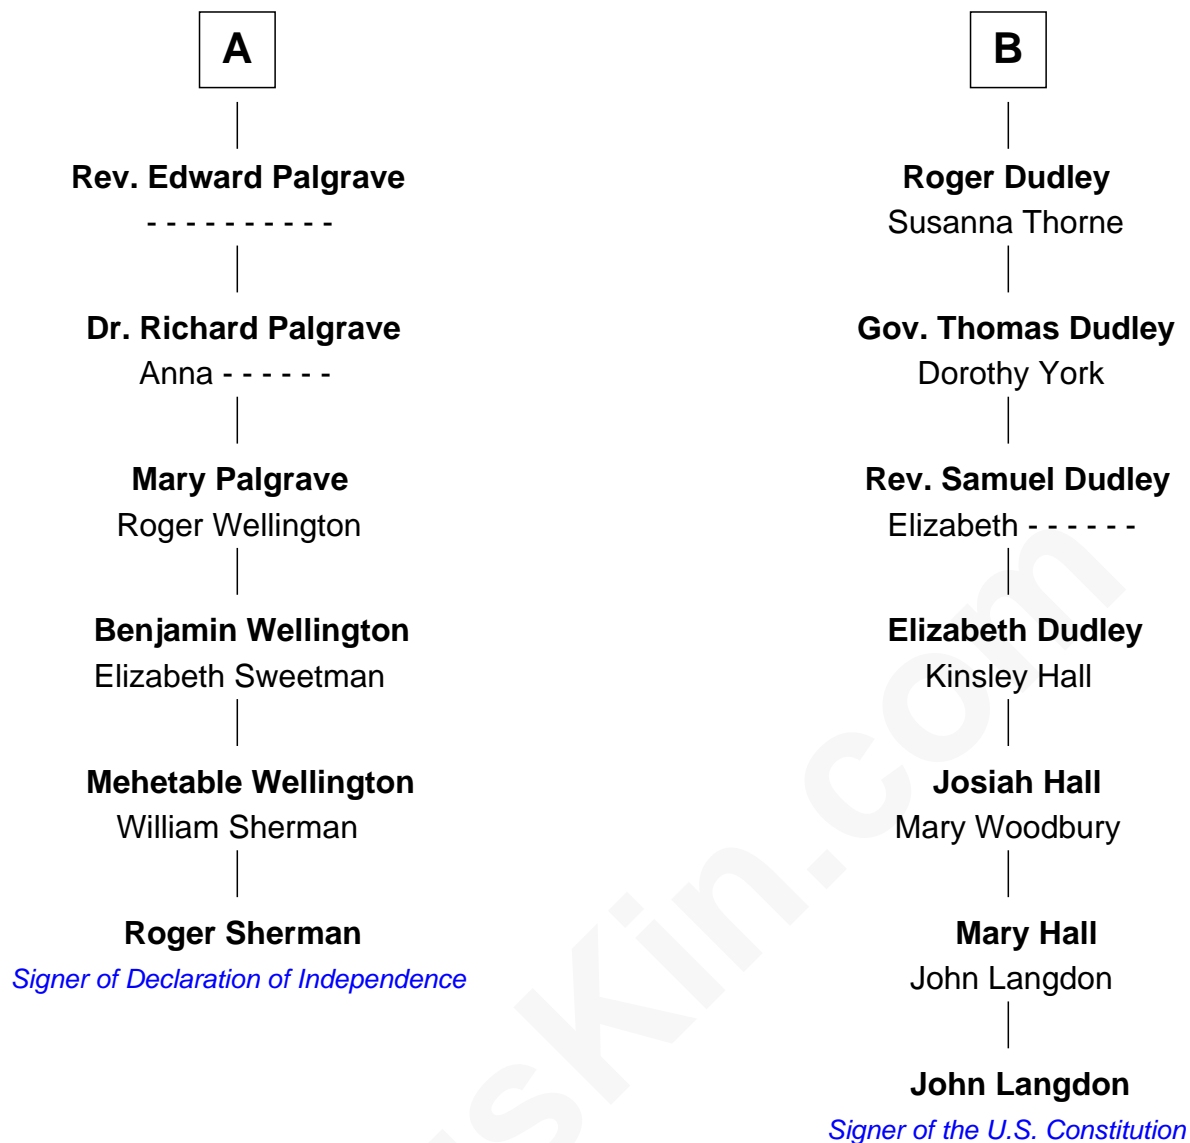 A
Rev. Edward Palgrave
- - - - - - - - - -
Dr. Richard Palgrave
Anna - - - - - -
Mary Palgrave
Roger Wellington
Benjamin Wellington
Elizabeth Sweetman
Mehetable Wellington
William Sherman
Roger Sherman
Signer of Declaration of Independence
B
Roger Dudley
Susanna Thorne
Gov. Thomas Dudley
Dorothy York
Rev. Samuel Dudley
Elizabeth - - - - - -
Elizabeth Dudley
Kinsley Hall
Josiah Hall
Mary Woodbury
Mary Hall
John Langdon
John Langdon
Signer of the U.S. Constitution
sKin.com